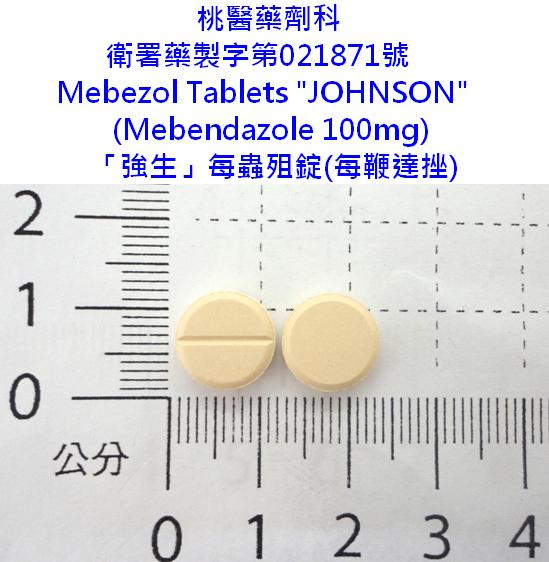 桃醫藥劑科
衛署藥製字第021871號
Mebezol Tablets "JOHNSON"
(Mebendazole 100mg)
「強生」每蟲殂錠(每鞭達挫)
2
1
0
公分
0 1 2 3 4